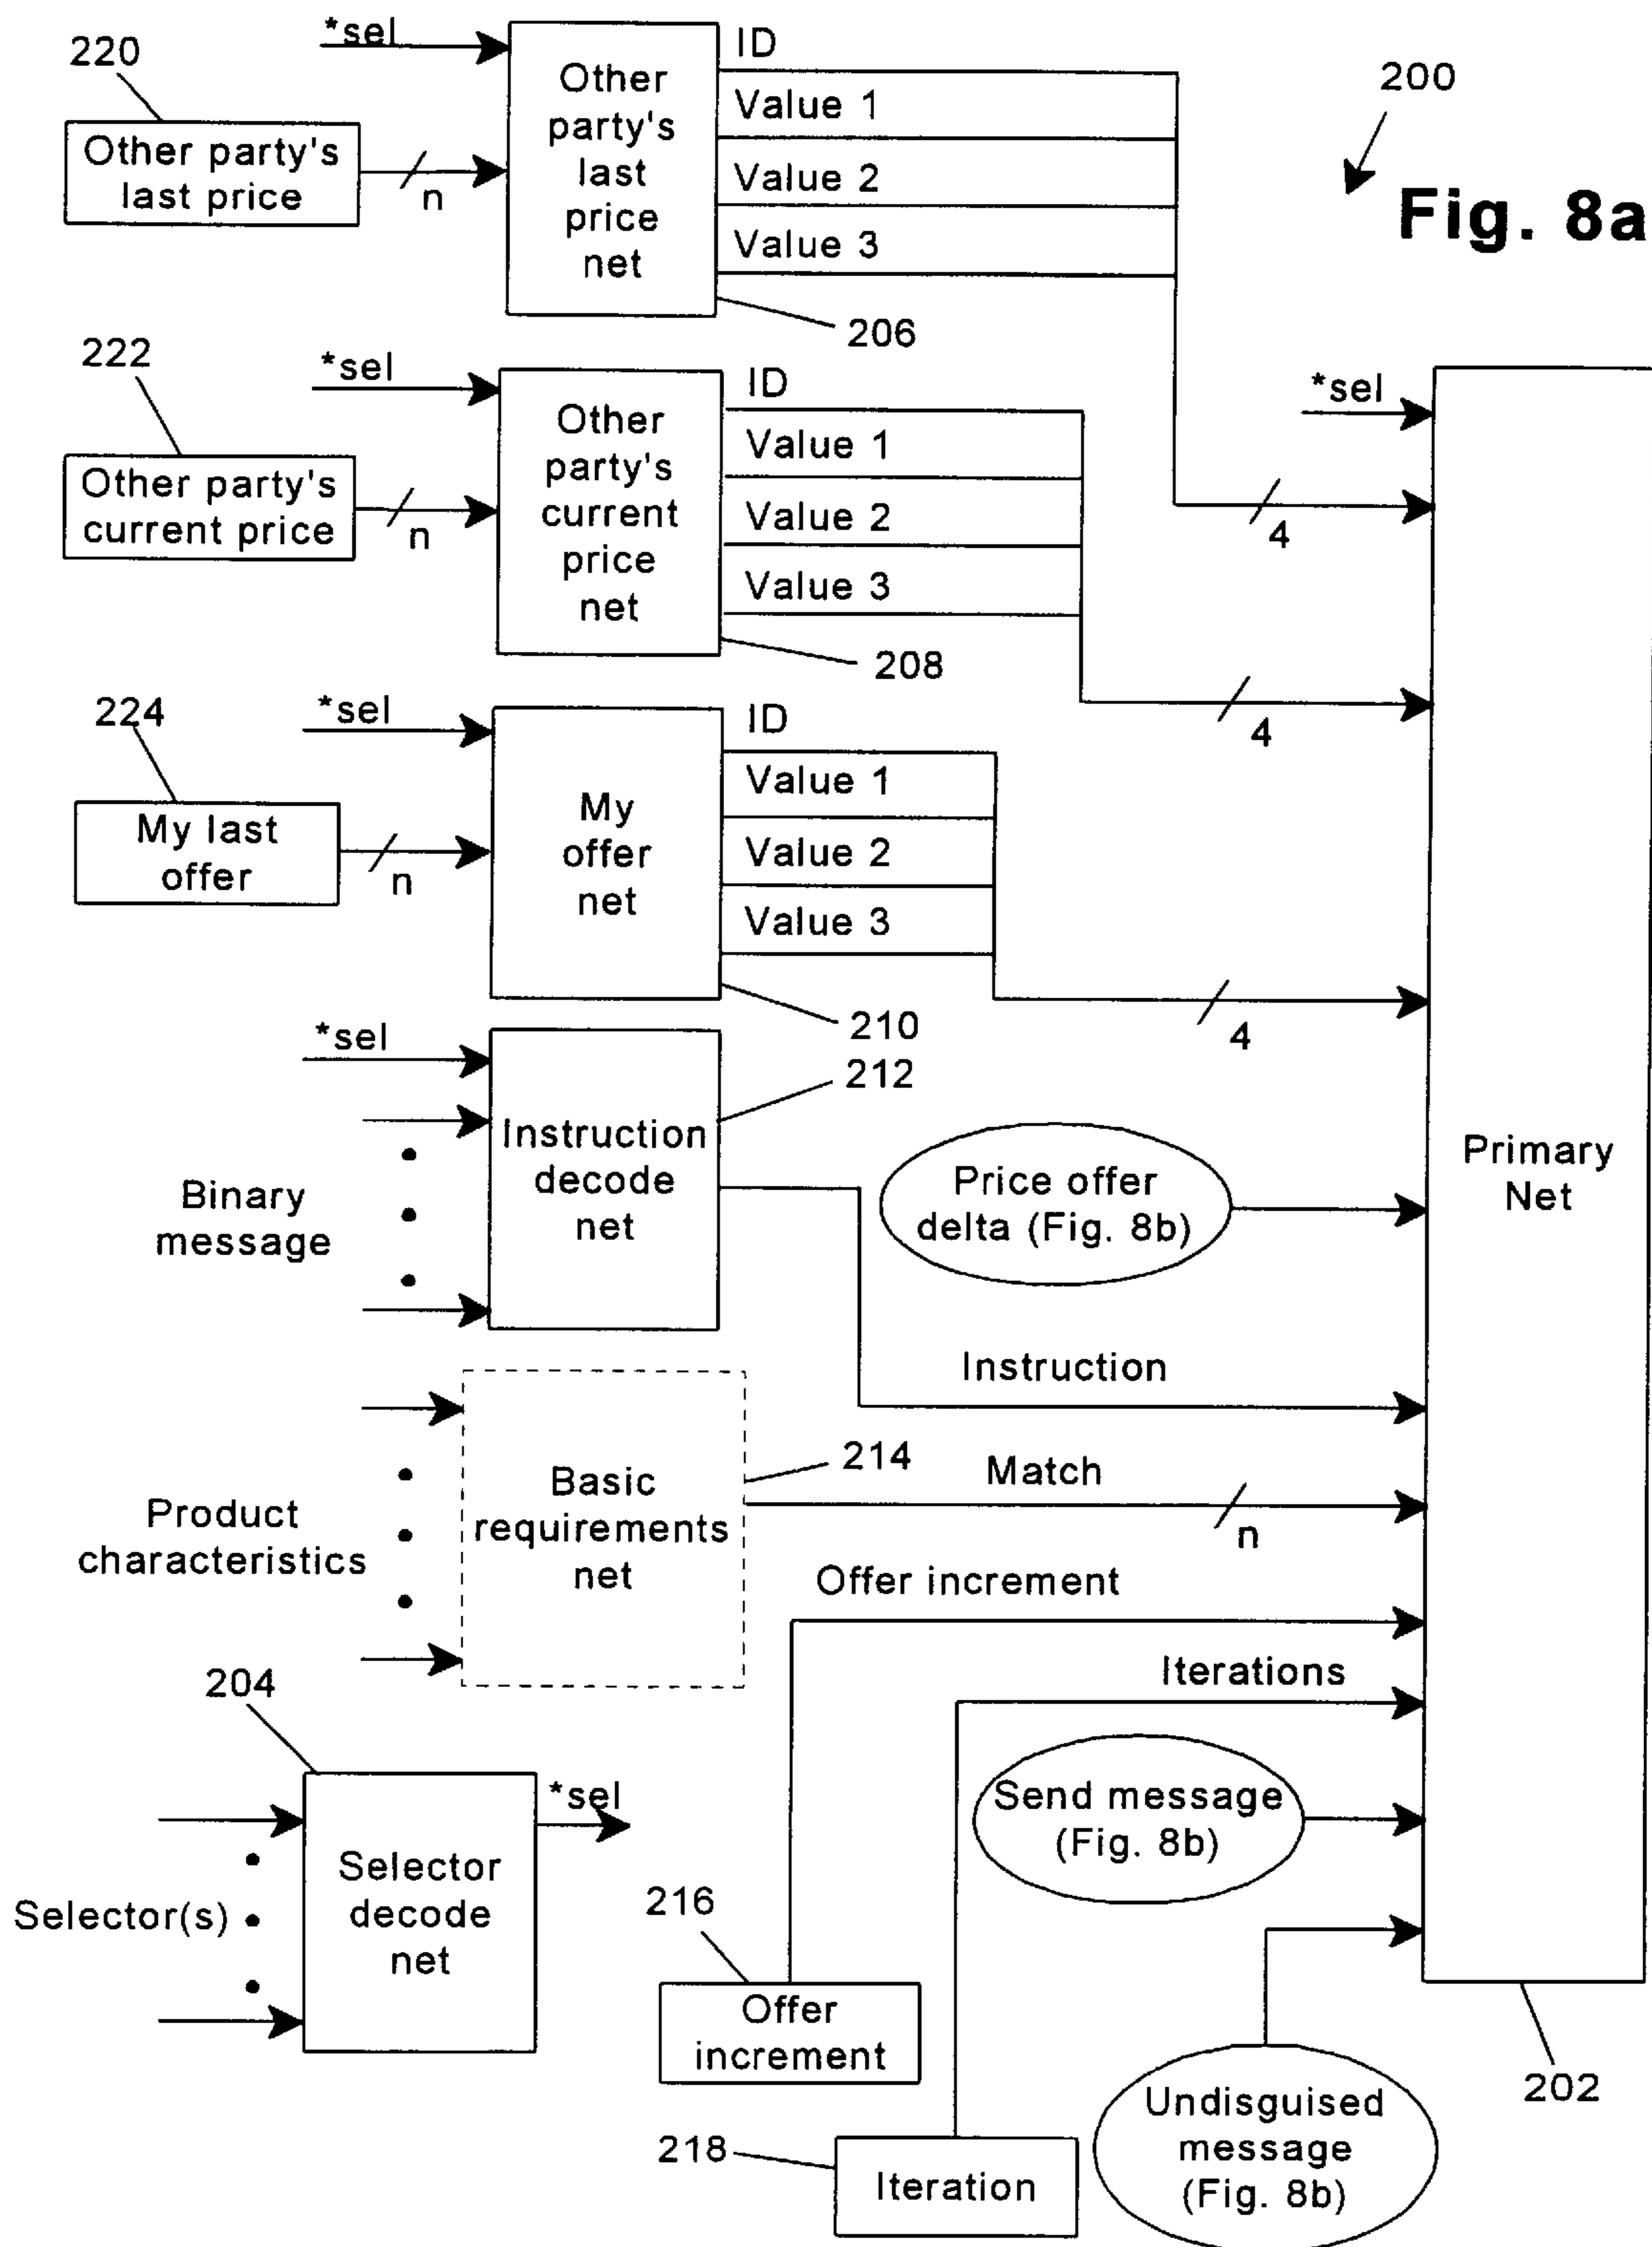 *sel
220
Other party's
last price
n
Other
party's
last
price
net
ID
Value 1
Value 2
Value 3
206
200
Fig. 8a
222
*sel
Other party's
current price
n
Other
party's
current
price
net
ID
Value 1
Value 2
Value 3
208
*sel
4
4
224
*sel
My last
offer
n
My
offer
net
ID
Value 1
Value 2
Value 3
210
4
*sel
212
Binary
message
Instruction
decode
net
Price offer
delta (Fig. 8b)
Primary
Net
Instruction
Product
characteristics
Basic
requirements
net
214
Match
n
Offer increment
Iterations
204
Selector(s)
Selector
decode
net
*sel
Send message
(Fig. 8b)
216
Offer
increment
218
Iteration
Undisguised
message
(Fig. 8b)
202